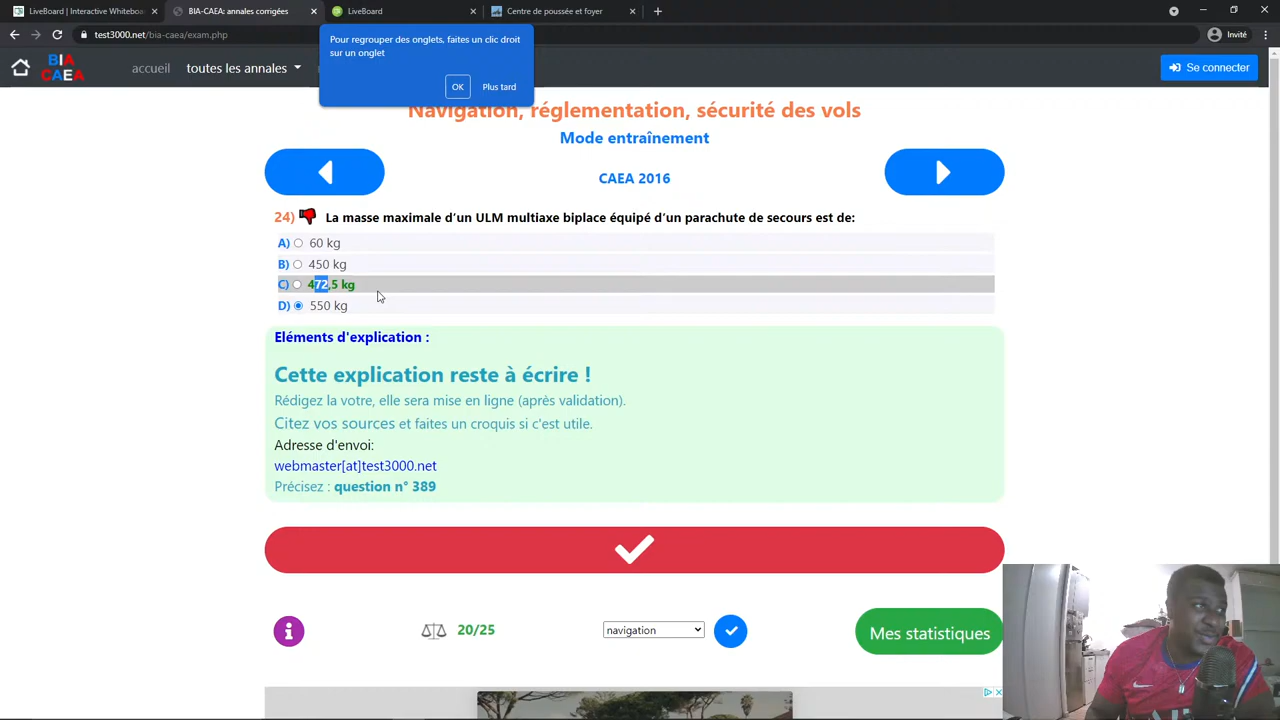 LiveBoard | Interactive Whiteboa
BIA-CAEA: annales corrigées
LiveBoard
Centre de poussée et foyer
test3000.net/bia-caea/exam.php
Invité
Pour regrouper des onglets, faites un clic droit
sur un onglet
OK
Plus tard
BIA
CAEA
accueil
toutes les annales
Se connecter
Navigation, réglementation, sécurité des vols
Mode entraînement
CAEA 2016
24) La masse maximale d’un ULM multiaxe biplace équipé d’un parachute de secours est de:
A) 60 kg
B) 450 kg
C) 472,5 kg
D) 550 kg
Eléments d'explication :
Cette explication reste à écrire !
Rédigez la votre, elle sera mise en ligne (après validation).
Citez vos sources et faites un croquis si c'est utile.
Adresse d'envoi:
webmaster[at]test3000.net
Précisez : question n° 389
20/25
navigation
Mes statistiques